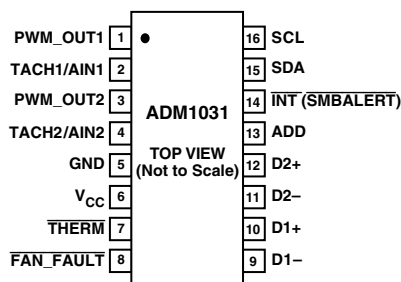 PWM_OUT1 1
TACH1/AIN1 2
PWM_OUT2 3
TACH2/AIN2 4
GND 5
VCC 6
THERM 7
FAN_FAULT 8
ADM1031
TOP VIEW
(Not to Scale)
16 SCL
15 SDA
14 INT (SMBALERT)
13 ADD
12 D2+
11 D2–
10 D1+
9 D1–